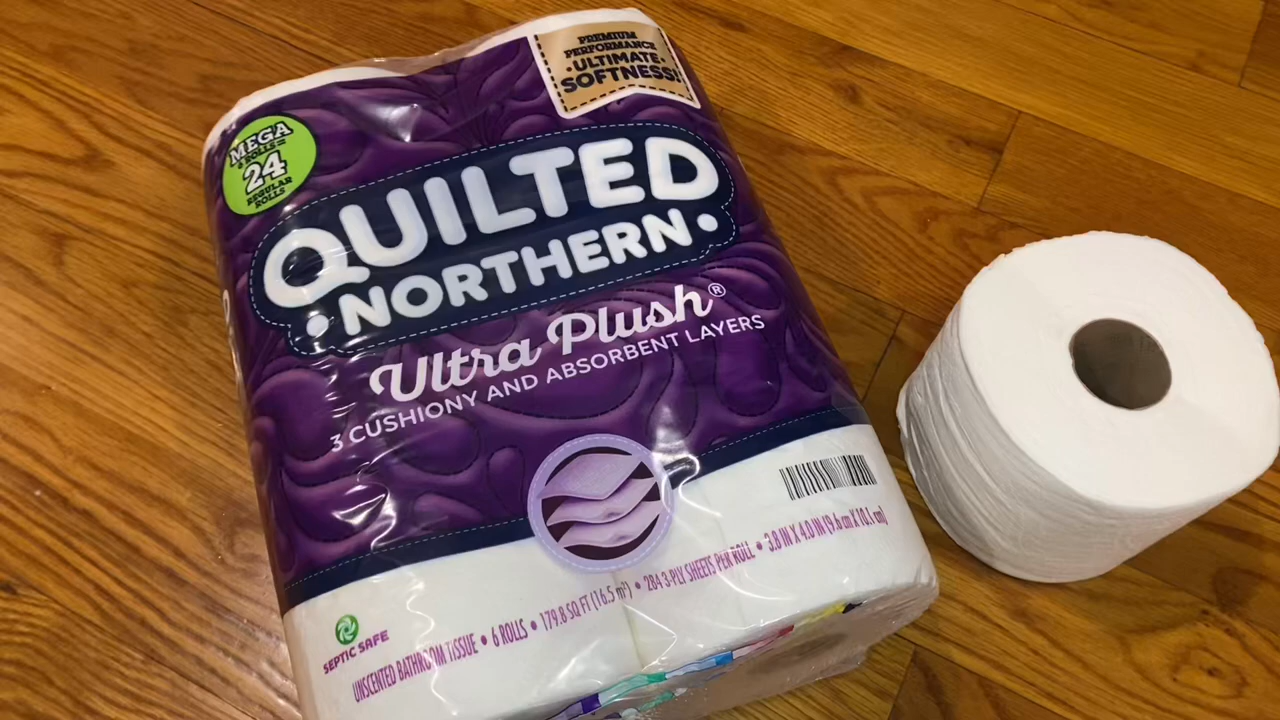 PREMIUM
PERFORMANCE
•ULTIMATE•
SOFTNESS!
MEGA
6 ROLLS =
24
REGULAR
ROLLS
QUILTED
•NORTHERN•
Ultra Plush®
3 CUSHIONY AND ABSORBENT LAYERS
SEPTIC SAFE
UNSCENTED BATHROOM TISSUE • 6 ROLLS • 179.8 SQ FT (16.5 m²) • 284 3-PLY SHEETS PER ROLL • 3.8 IN X 4.0 IN (9.6 cm X 10.1 cm)